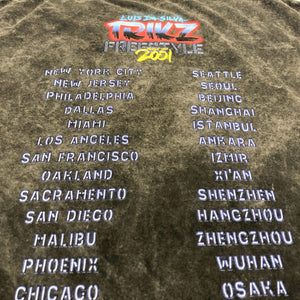 LUIS DA SILVA
TRIKZ
FREESTYLE
2051
NEW YORK CITY SEATTLE
NEW JERSEY SEOUL
PHILADELPHIA BEIJING
DALLAS SHANGHAI
MIAMI ISTANBUL
LOS ANGELES ANKARA
SAN FRANCISCO IZMIR
OAKLAND XI'AN
SACRAMENTO SHENZHEN
SAN DIEGO HANGZHOU
MALIBU ZHENGZHOU
PHOENIX WUHAN
CHICAGO OSAKA